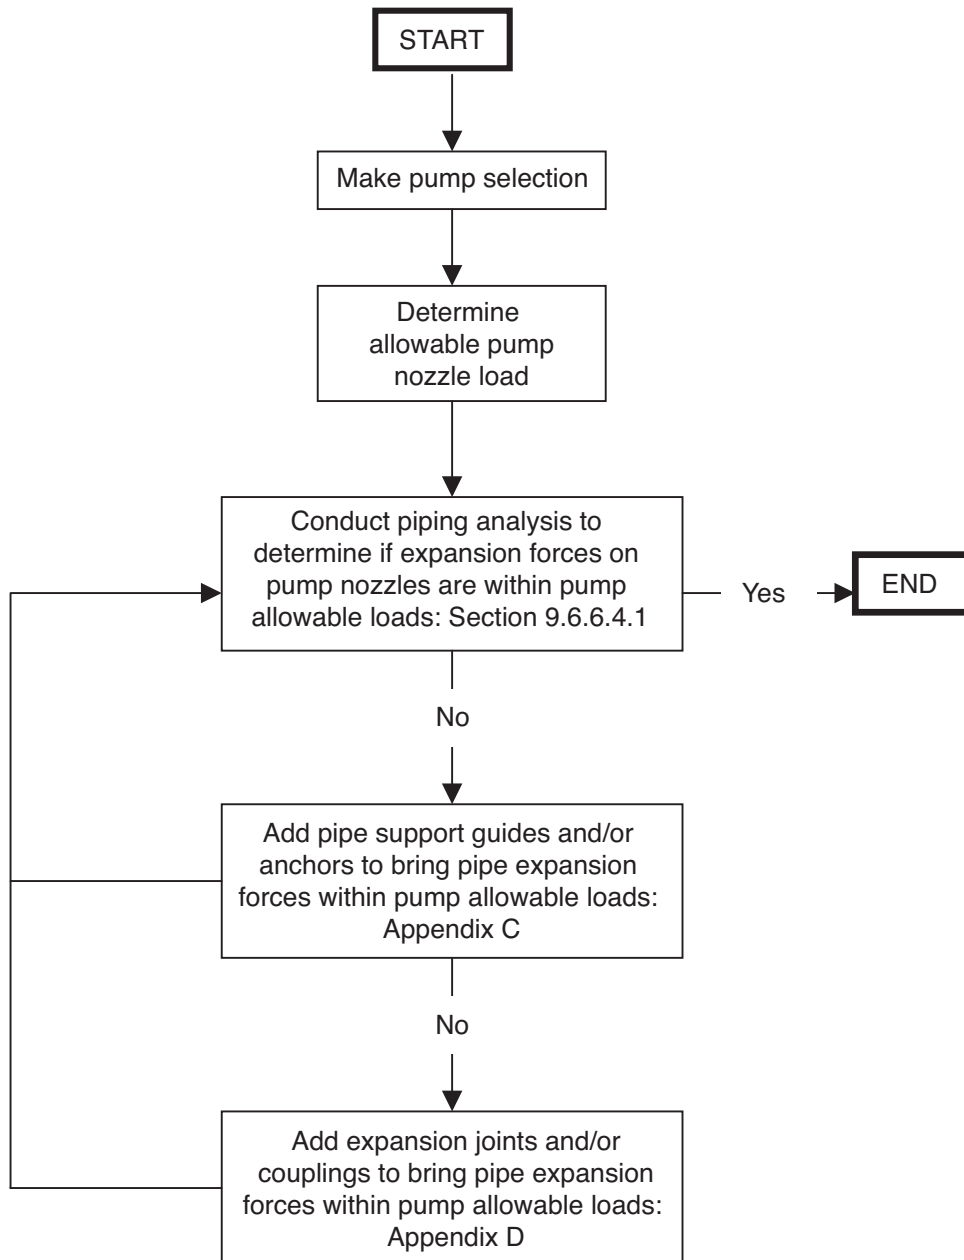 START
Make pump selection
Determine
allowable pump
nozzle load
Conduct piping analysis to
determine if expansion forces on
pump nozzles are within pump
allowable loads: Section 9.6.6.4.1
Yes
END
No
Add pipe support guides and/or
anchors to bring pipe expansion
forces within pump allowable loads:
Appendix C
No
Add expansion joints and/or
couplings to bring pipe expansion
forces within pump allowable loads:
Appendix D